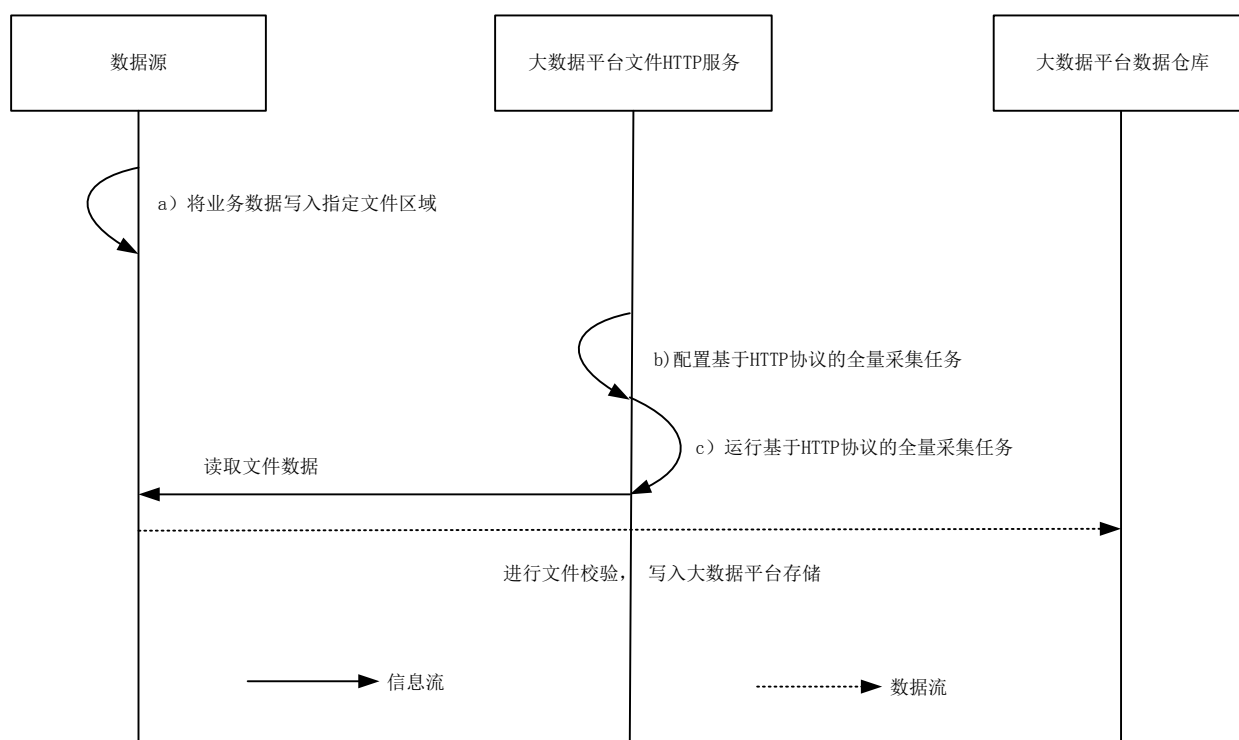 数据源
大数据平台文件HTTP服务
大数据平台数据仓库
a）将业务数据写入指定文件区域
b)配置基于HTTP协议的全量采集任务
c）运行基于HTTP协议的全量采集任务
读取文件数据
进行文件校验， 写入大数据平台存储
信息流
数据流